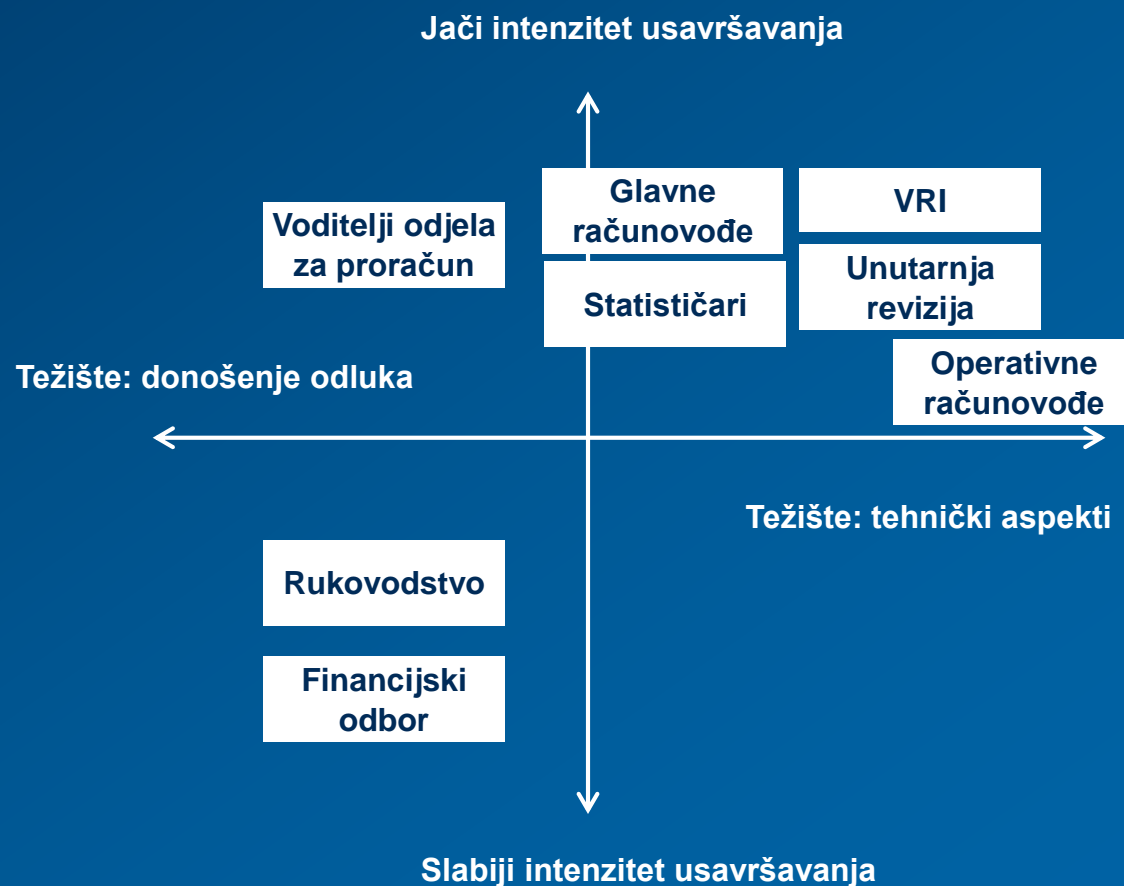 Jači intenzitet usavršavanja
Glavne
računovođe
VRI
Voditelji odjela
za proračun
Statističari
Unutarnja
revizija
Operativne
računovođe
Težište: donošenje odluka
Težište: tehnički aspekti
Rukovodstvo
Financijski
odbor
Slabiji intenzitet usavršavanja